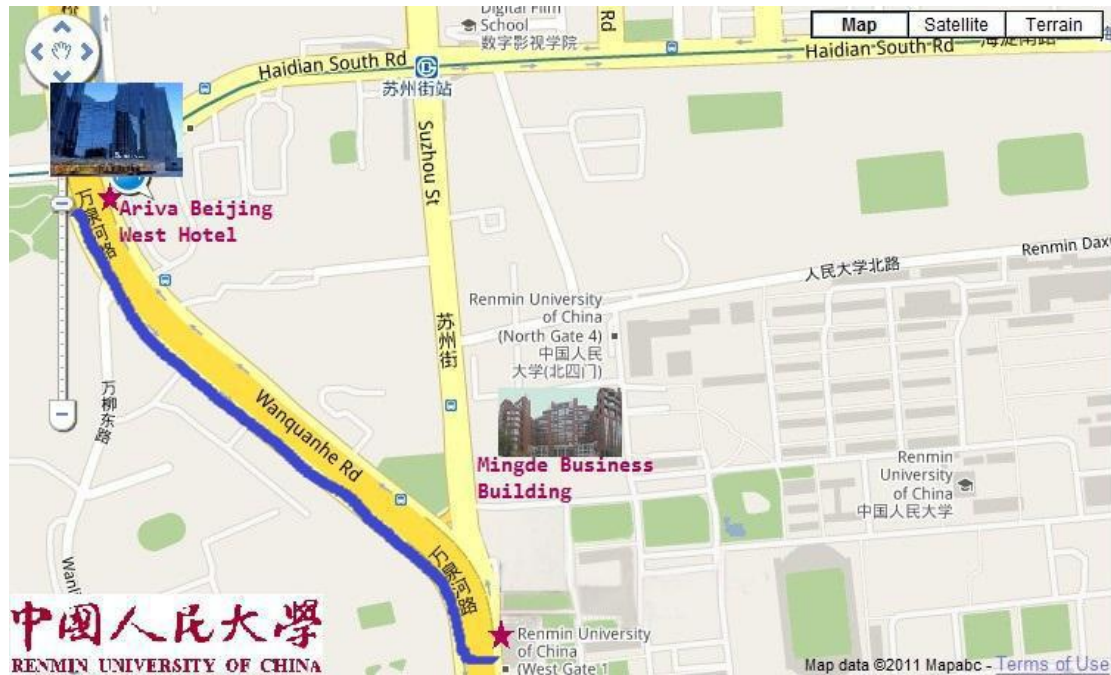 Digital Film
School
数字影视学院
Rd
Map
Satellite
Terrain
Haidian South Rd
苏州街站
Haidian South Rd
海淀南路
Suzhou St
Ariva Beijing
West Hotel
万泉河路
Renmin Dax
人民大学北路
Renmin University
of China
(North Gate 4)
中国人民
大学(北四门)
苏州街
万柳东路
Wanquanhe Rd
Mingde Business
Building
Renmin
University
of China
中国人民大学
万泉河路
Wanli
中国人民大学
RENMIN UNIVERSITY OF CHINA
Renmin University
of China
(West Gate 1
Map data ©2011 Mapabc - Terms of Use